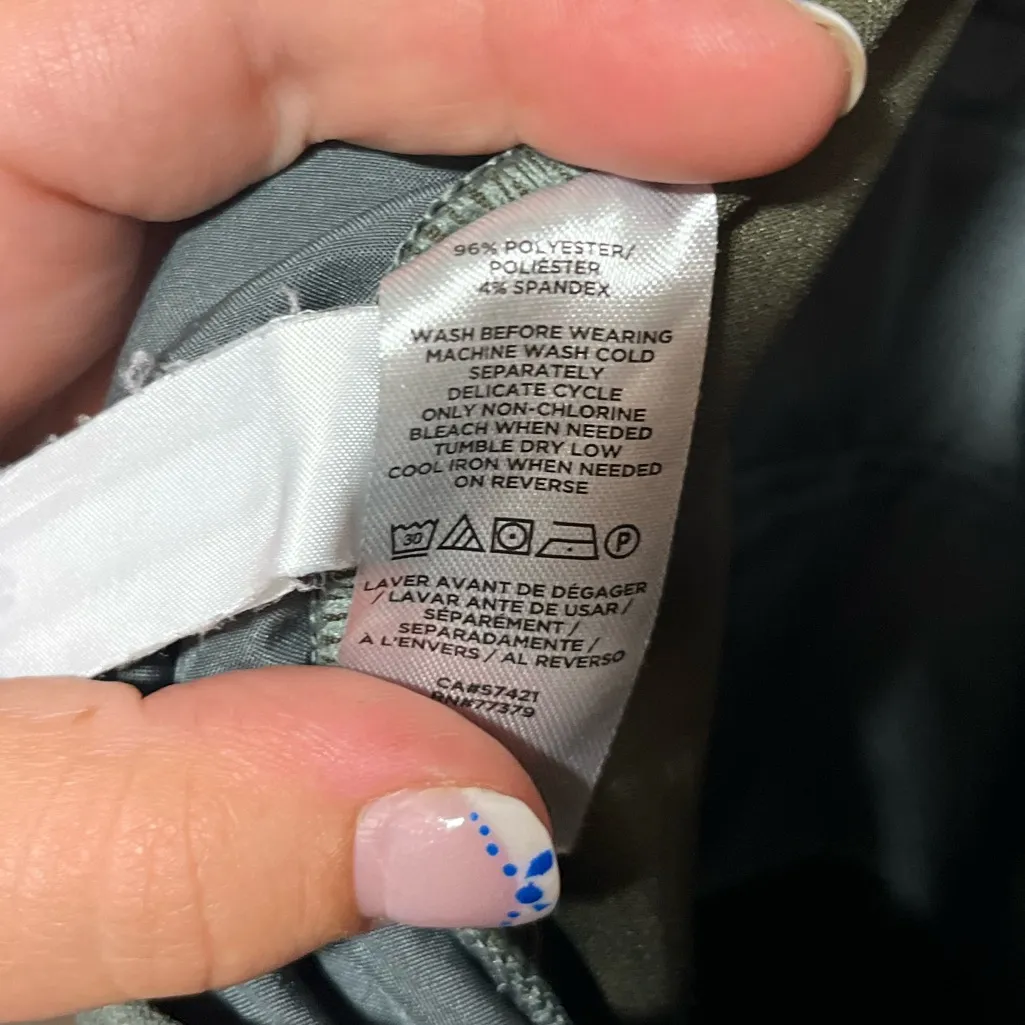 96% POLYESTER/
POLIÉSTER
4% SPANDEX
WASH BEFORE WEARING
MACHINE WASH COLD
SEPARATELY
DELICATE CYCLE
ONLY NON-CHLORINE
BLEACH WHEN NEEDED
TUMBLE DRY LOW
COOL IRON WHEN NEEDED
ON REVERSE
30 P
LAVER AVANT DE DÉGAGER
/ LAVAR ANTE DE USAR /
SÉPARÉMENT /
SEPARADAMENTE /
À L'ENVERS / AL REVERSO
CA#57421
RN#77379